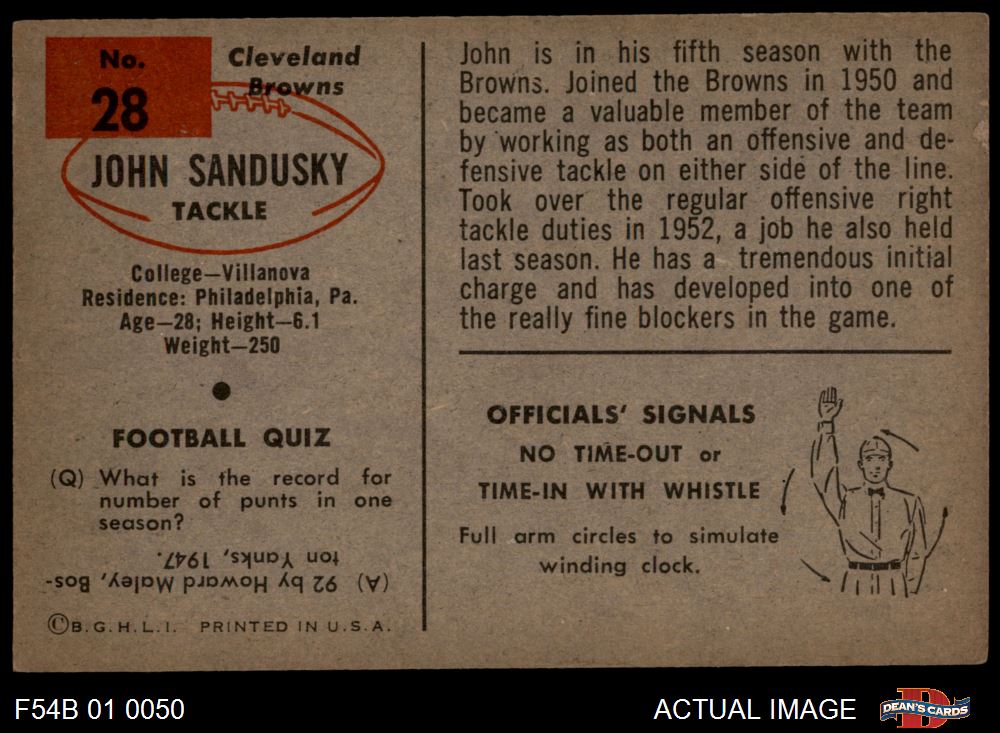 No.
28
Cleveland
Browns
JOHN SANDUSKY
TACKLE
College—Villanova
Residence: Philadelphia, Pa.
Age—28; Height—6.1
Weight—250
FOOTBALL QUIZ
(Q) What is the record for
number of punts in one
season?
(A) 92 by Howard Maley, Bos-
ton Yanks, 1947.
©B.G.H.L.I. PRINTED IN U.S.A.
John is in his fifth season with the
Browns. Joined the Browns in 1950 and
became a valuable member of the team
by working as both an offensive and de-
fensive tackle on either side of the line.
Took over the regular offensive right
tackle duties in 1952, a job he also held
last season. He has a tremendous initial
charge and has developed into one of
the really fine blockers in the game.
OFFICIALS' SIGNALS
NO TIME-OUT or
TIME-IN WITH WHISTLE
Full arm circles to simulate
winding clock.
F54B 01 0050
ACTUAL IMAGE
D
DEAN'S CARDS